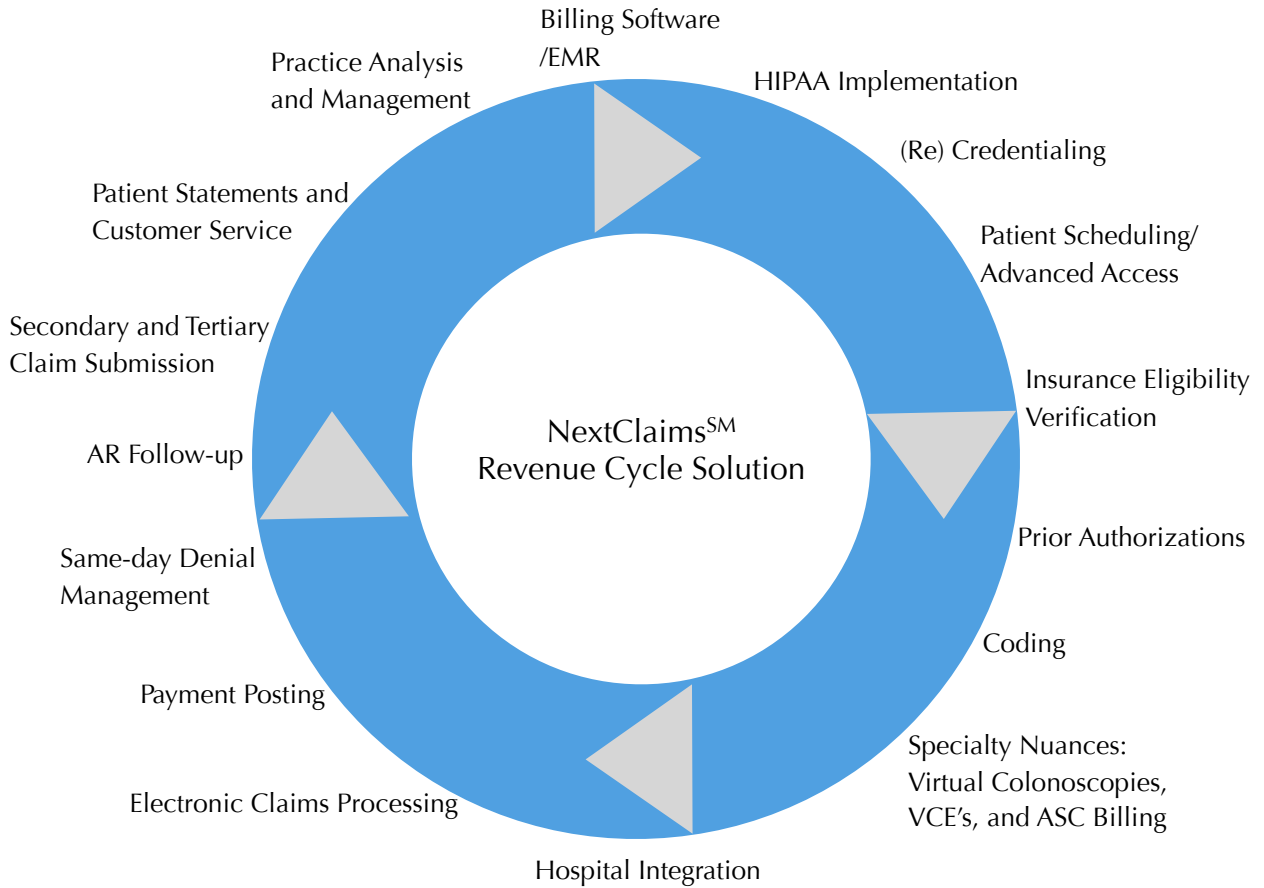 Billing Software
/EMR
HIPAA Implementation
(Re) Credentialing
Patient Scheduling/
Advanced Access
Insurance Eligibility
Verification
Prior Authorizations
Coding
Specialty Nuances:
Virtual Colonoscopies,
VCE's, and ASC Billing
Hospital Integration
Electronic Claims Processing
Payment Posting
Same-day Denial
Management
AR Follow-up
Secondary and Tertiary
Claim Submission
Patient Statements and
Customer Service
Practice Analysis
and Management
NextClaims℠
Revenue Cycle Solution